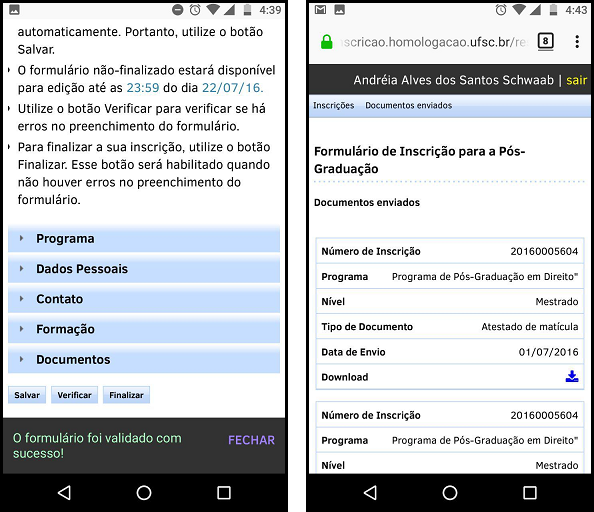 4:39
automaticamente. Portanto, utilize o botão
Salvar.
O formulário não-finalizado estará disponível
para edição até as 23:59 do dia 22/07/16.
Utilize o botão Verificar para verificar se há
erros no preenchimento do formulário.
Para finalizar a sua inscrição, utilize o botão
Finalizar. Esse botão será habilitado quando
não houver erros no preenchimento do
formulário.
Programa
Dados Pessoais
Contato
Formação
Documentos
Salvar Verificar Finalizar
O formulário foi validado com
sucesso!
FECHAR
4:43
scricao.homologacao.ufsc.br/re 8
Andréia Alves dos Santos Schwaab | sair
Inscrições Documentos enviados
Formulário de Inscrição para a Pós-
Graduação
Documentos enviados
Número de Inscrição 20160005604
Programa Programa de Pós-Graduação em Direito"
Nível Mestrado
Tipo de Documento Atestado de matícula
Data de Envio 01/07/2016
Download
Número de Inscrição 20160005604
Programa Programa de Pós-Graduação em Direito"
Nível Mestrado